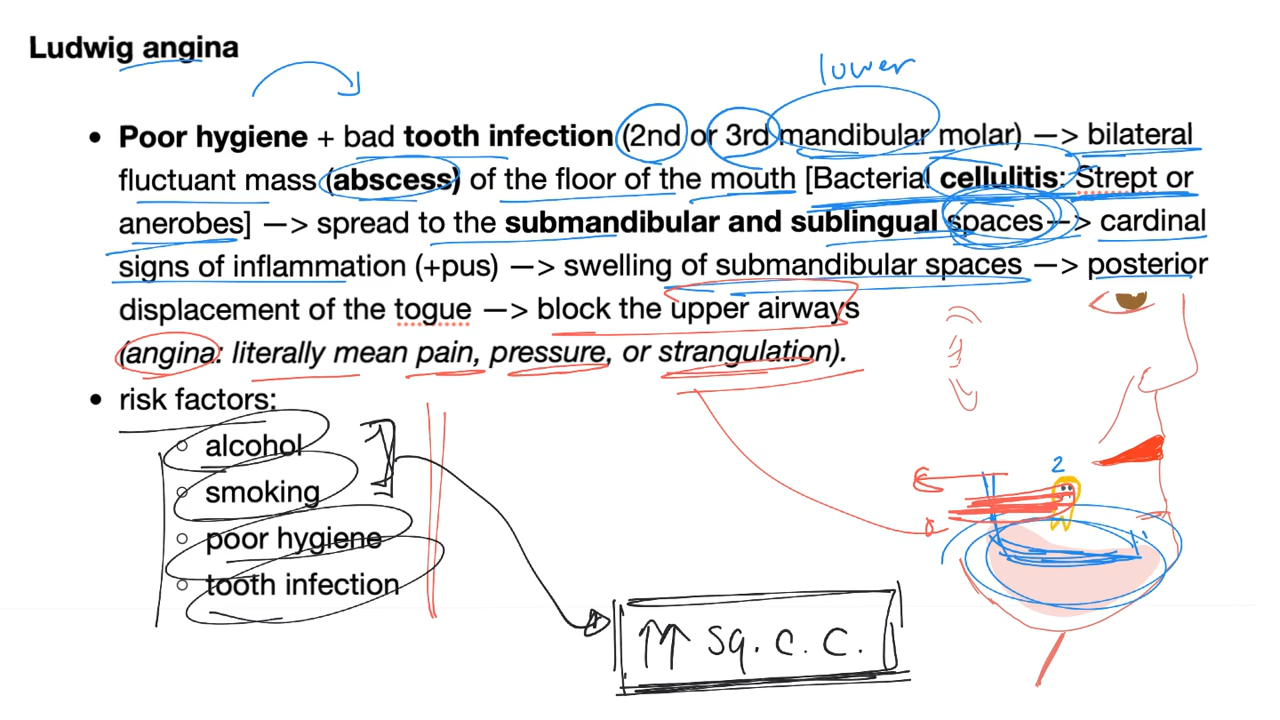 Ludwig angina
lower
• Poor hygiene + bad tooth infection (2nd or 3rd mandibular molar) —> bilateral
fluctuant mass (abscess) of the floor of the mouth [Bacterial cellulitis: Strept or
anerobes] —> spread to the submandibular and sublingual spaces—> cardinal
signs of inflammation (+pus) —> swelling of submandibular spaces —> posterior
displacement of the togue —> block the upper airways
(angina: literally mean pain, pressure, or strangulation).
• risk factors:
○ alcohol
○ smoking
○ poor hygiene
○ tooth infection
2
↑↑ sq. c. c.